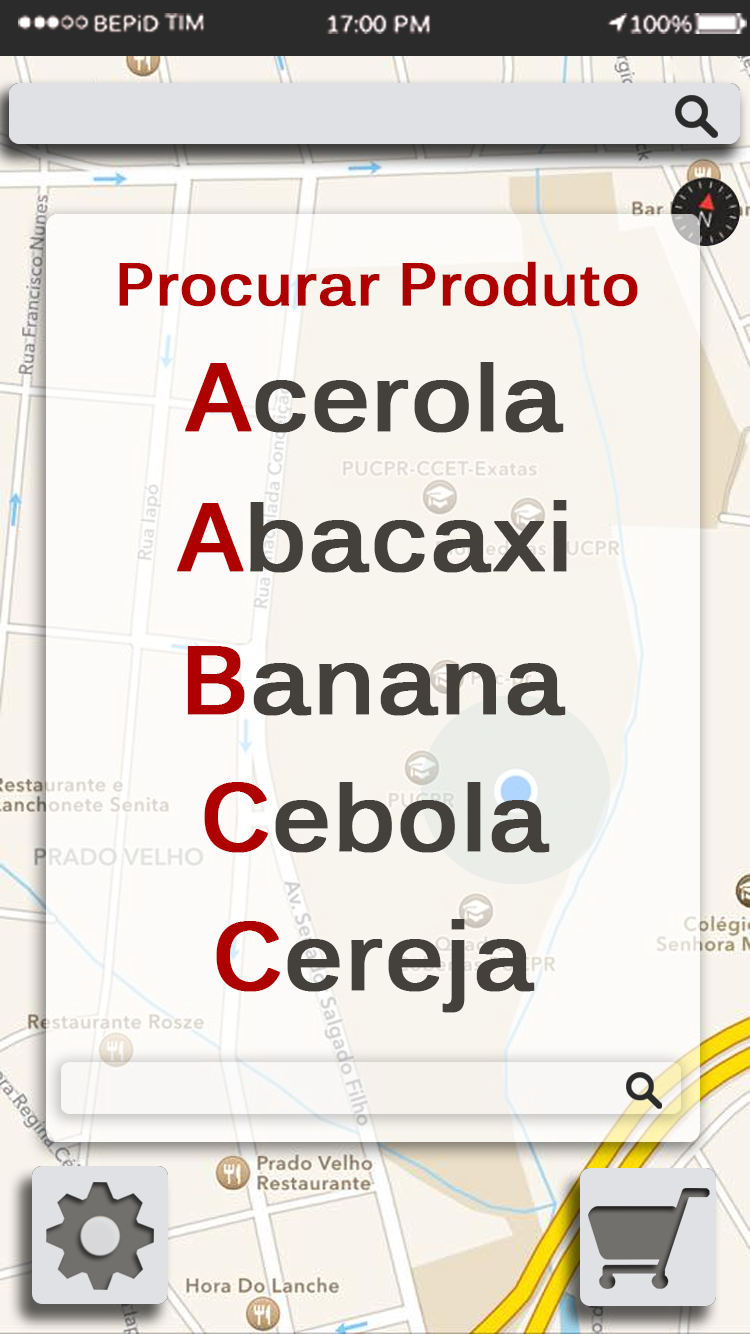 BEPiD TIM 17:00 PM 100%
Bar
N
Rua Francisco Nunes
Procurar Produto
Acerola
PUCPR-CCET-Exatas
Abacaxi
PUCPR
Rua Iapó
Banana
Restaurante e
Lanchonete Senita
PUCPR
Cebola
PRADO VELHO
Colégi
Senhora M
Cereja
Av. Senador Salgado Filho
Restaurante Rosze
Prado Velho
Restaurante
Hora Do Lanche